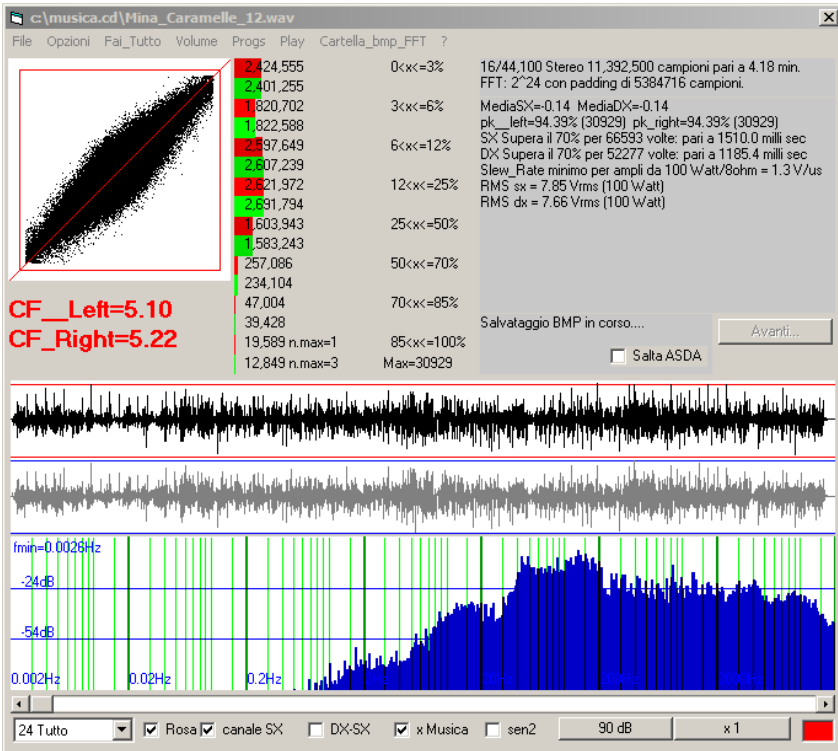 c:\musica.cd\Mina_Caramelle_12.wav
File Opzioni Fai_Tutto Volume Progs Play Cartella_bmp_FFT ?
2,424,555 0<x<=3%
2,401,255
1,820,702 3<x<=6%
1,822,588
2,597,649 6<x<=12%
2,607,239
2,621,972 12<x<=25%
2,691,794
1,603,943 25<x<=50%
1,583,243
257,086 50<x<=70%
234,104
47,004 70<x<=85%
39,428
19,589 n.max=1 85<x<=100%
12,849 n.max=3 Max=30929
CF__Left=5.10
CF_Right=5.22
16/44,100 Stereo 11,392,500 campioni pari a 4.18 min.
FFT: 2^24 con padding di 5384716 campioni.
MediaSX=-0.14 MediaDX=-0.14
pk__left=94.39% (30929) pk_right=94.39% (30929)
SX Supera il 70% per 66593 volte: pari a 1510.0 milli sec
DX Supera il 70% per 52277 volte: pari a 1185.4 milli sec
Slew_Rate minimo per ampli da 100 Watt/8ohm = 1.3 V/us
RMS sx = 7.85 Vrms (100 Watt)
RMS dx = 7.66 Vrms (100 Watt)
Salvataggio BMP in corso....
Avanti...
Salta ASDA
fmin=0.0026Hz
-24dB
-54dB
0.002Hz 0.02Hz 0.2Hz
24 Tutto Rosa canale SX DX-SX x Musica sen2 90 dB x 1